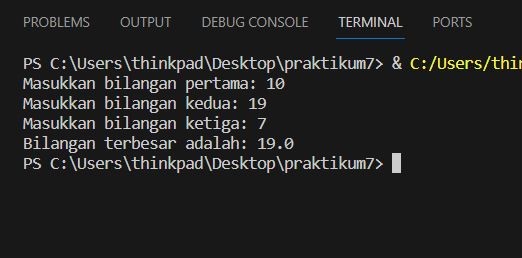 PROBLEMS OUTPUT DEBUG CONSOLE TERMINAL PORTS
PS C:\Users\thinkpad\Desktop\praktikum7> & C:/Users/thin
Masukkan bilangan pertama: 10
Masukkan bilangan kedua: 19
Masukkan bilangan ketiga: 7
Bilangan terbesar adalah: 19.0
PS C:\Users\thinkpad\Desktop\praktikum7>